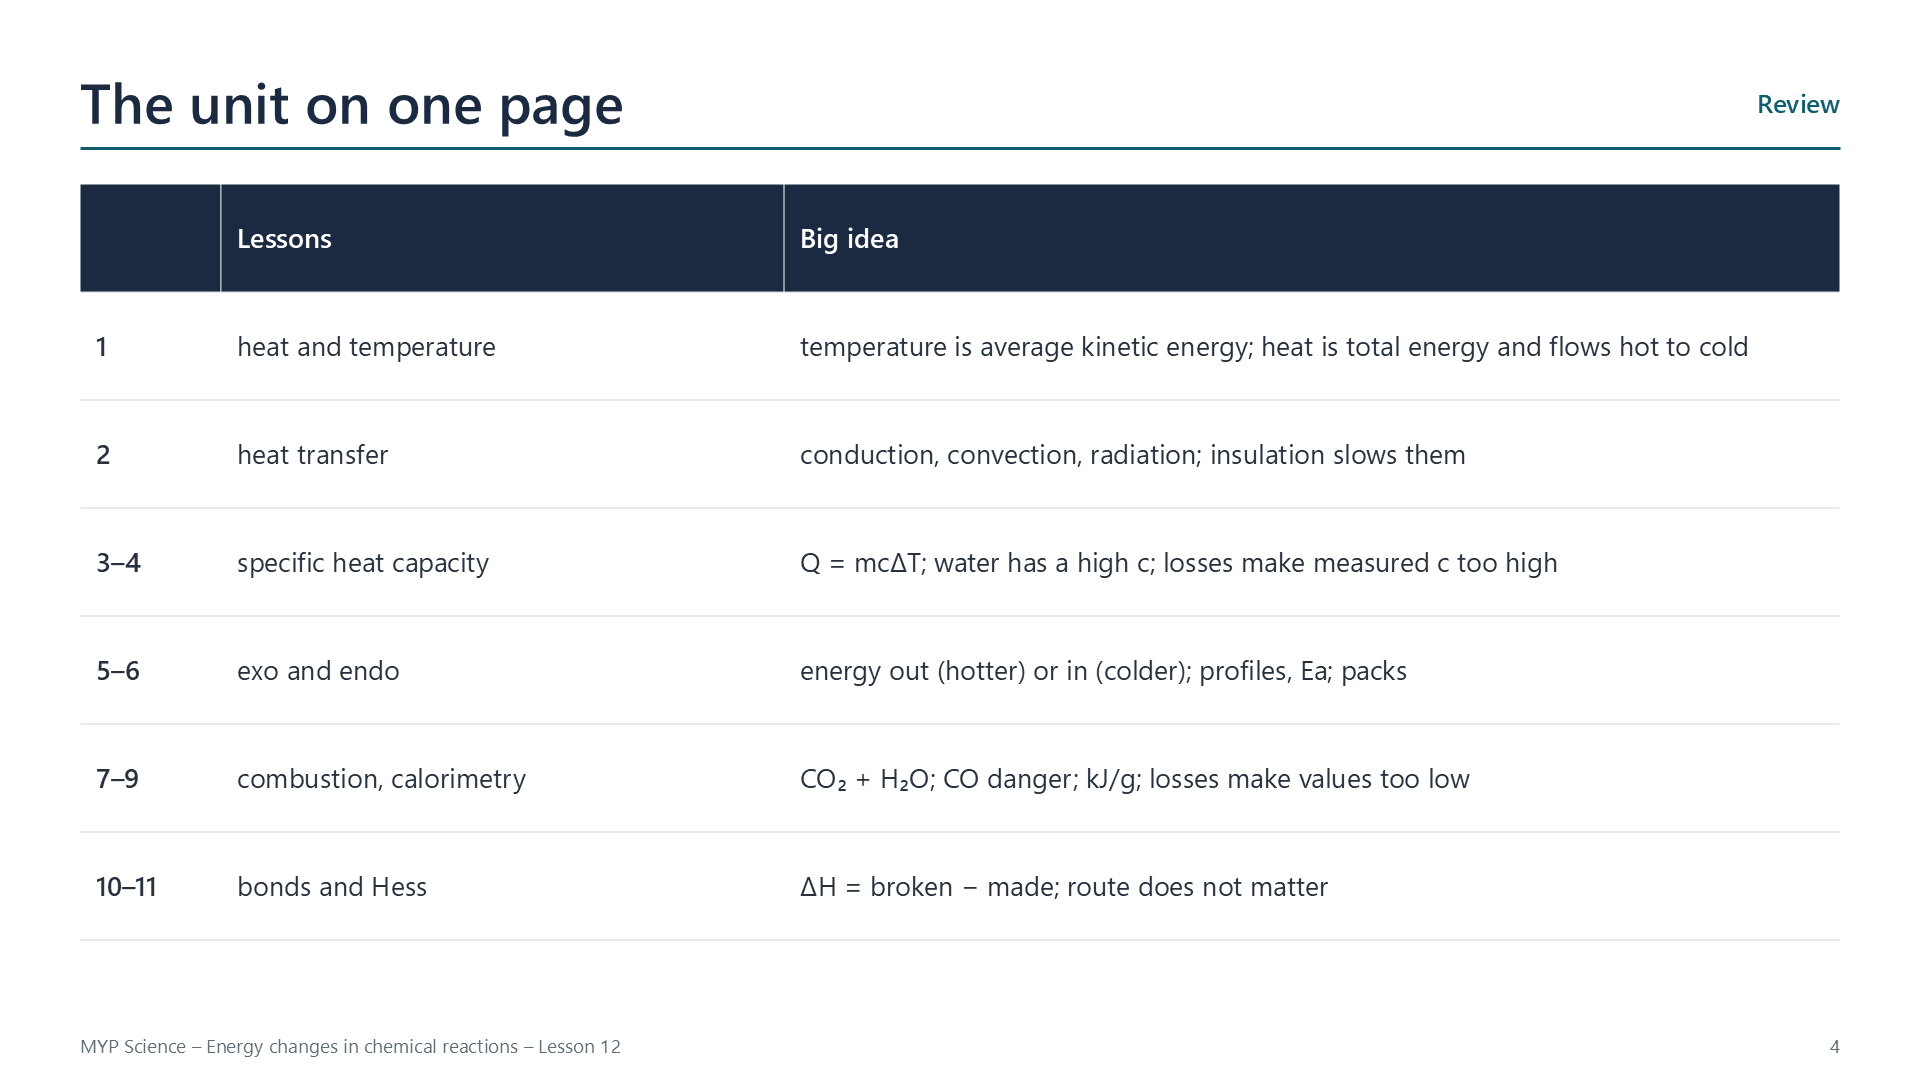 The unit on one page
Review
Lessons
Big idea
1
heat and temperature
temperature is average kinetic energy; heat is total energy and flows hot to cold
2
heat transfer
conduction, convection, radiation; insulation slows them
3–4
specific heat capacity
Q = mcΔT; water has a high c; losses make measured c too high
5–6
exo and endo
energy out (hotter) or in (colder); profiles, Ea; packs
7–9
combustion, calorimetry
CO₂ + H₂O; CO danger; kJ/g; losses make values too low
10–11
bonds and Hess
ΔH = broken − made; route does not matter
MYP Science – Energy changes in chemical reactions – Lesson 12
4